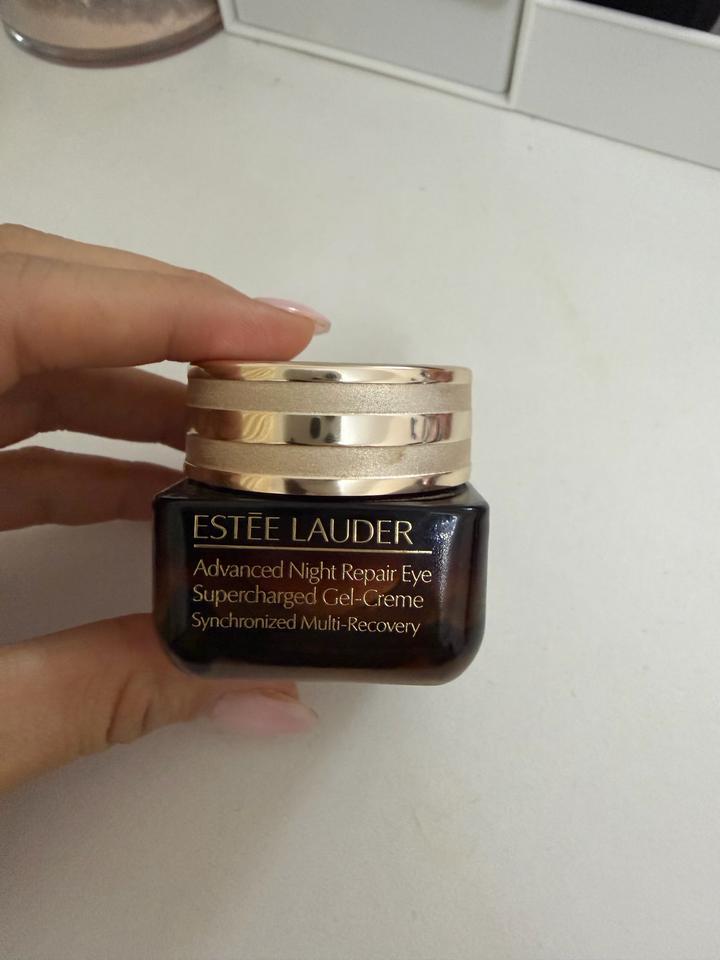 ESTĒE LAUDER
Advanced Night Repair Eye
Supercharged Gel-Creme
Synchronized Multi-Recovery